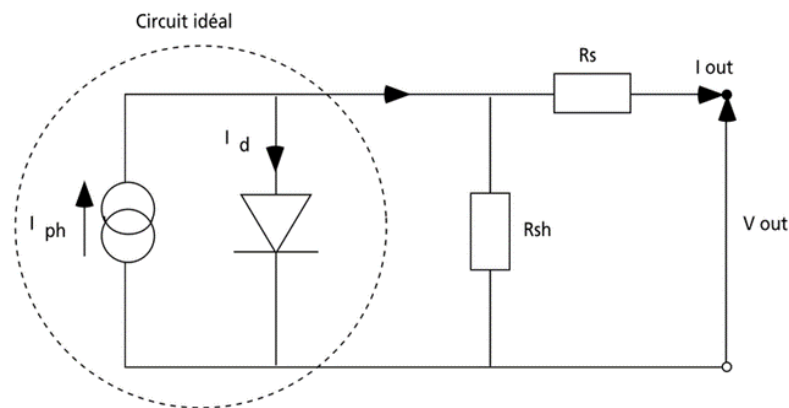 Circuit idéal
Rs
I out
I d
I ph
Rsh
V out